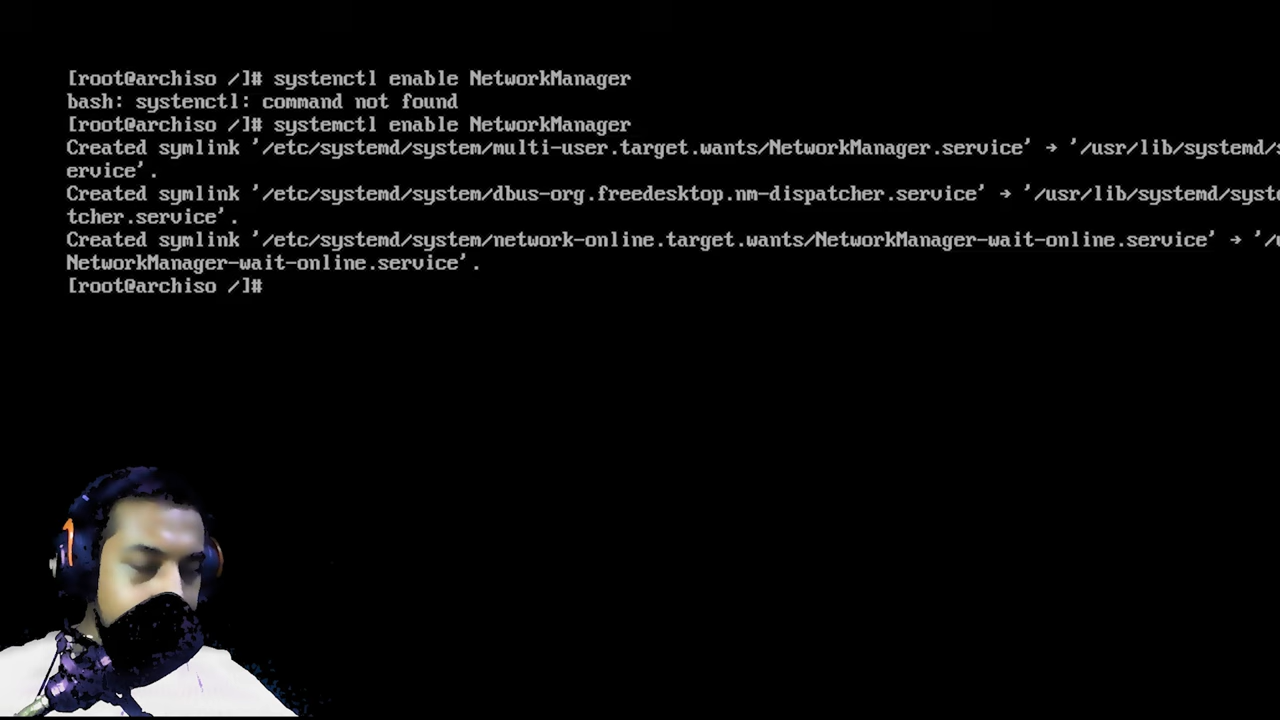 [root@archiso /]# systenctl enable NetworkManager
bash: systenctl: command not found
[root@archiso /]# systemctl enable NetworkManager
Created symlink '/etc/systemd/system/multi-user.target.wants/NetworkManager.service' → '/usr/lib/systemd/s
ervice'.
Created symlink '/etc/systemd/system/dbus-org.freedesktop.nm-dispatcher.service' → '/usr/lib/systemd/syste
tcher.service'.
Created symlink '/etc/systemd/system/network-online.target.wants/NetworkManager-wait-online.service' → '/u
NetworkManager-wait-online.service'.
[root@archiso /]#